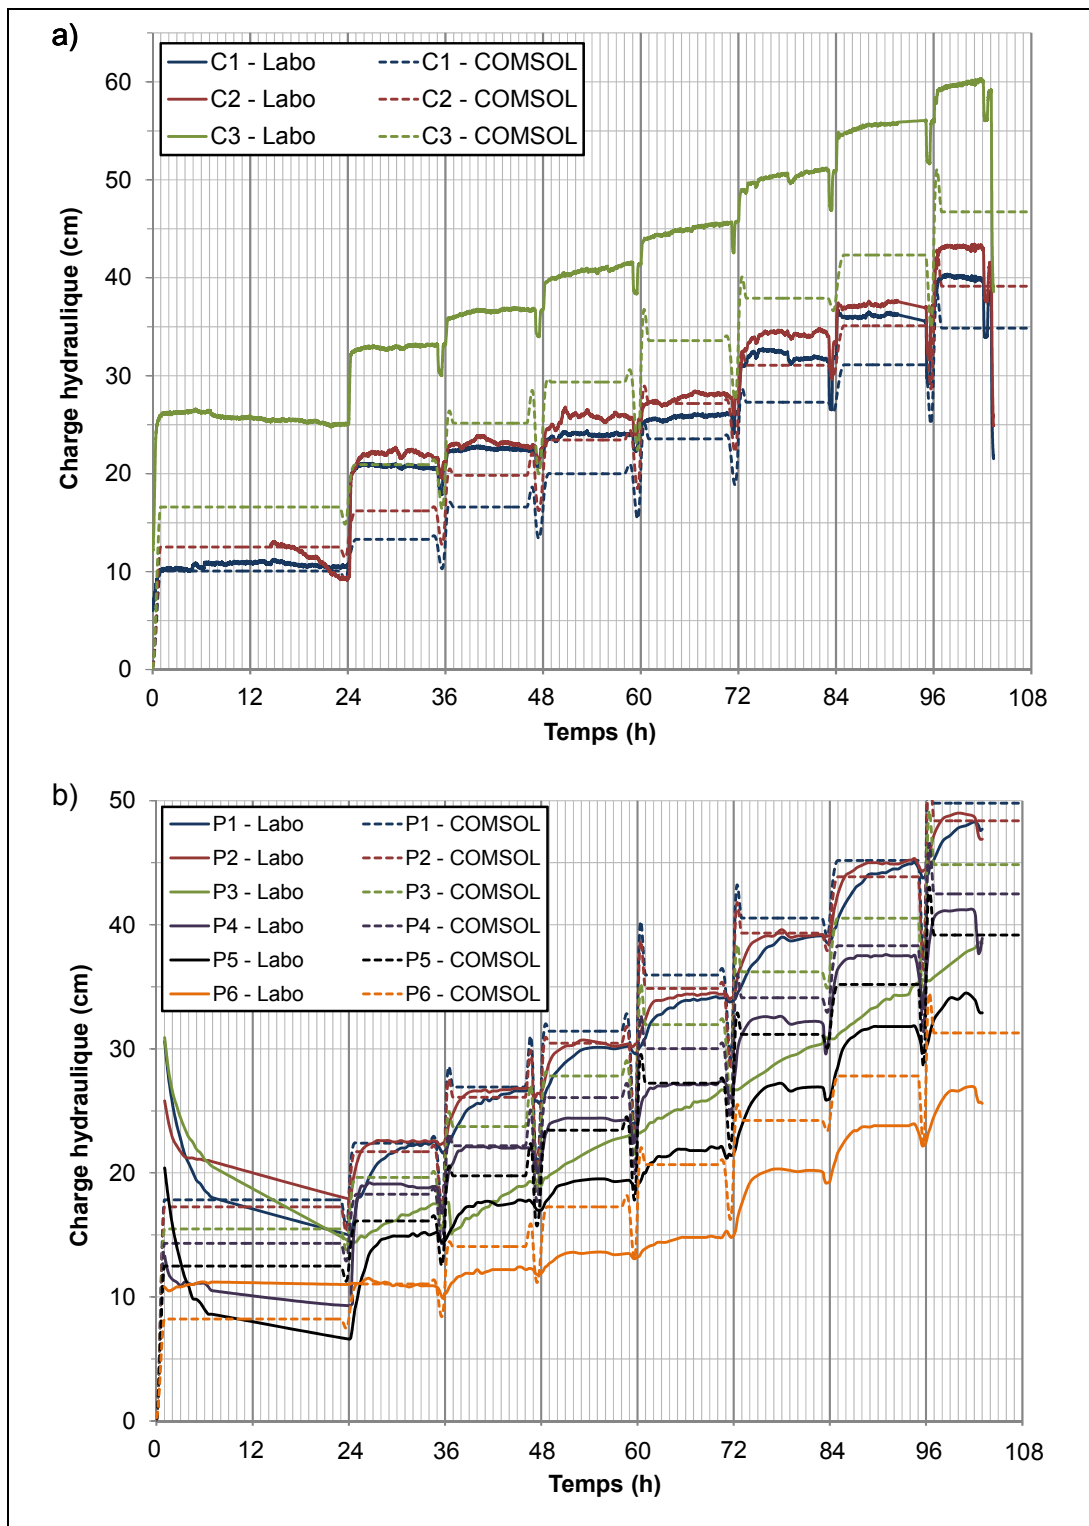 a)
C1 - Labo C1 - COMSOL
C2 - Labo C2 - COMSOL
C3 - Labo C3 - COMSOL
Charge hydraulique (cm)
60
50
40
30
20
10
0
0 12 24 36 48 60 72 84 96 108
Temps (h)
b)
P1 - Labo P1 - COMSOL
P2 - Labo P2 - COMSOL
P3 - Labo P3 - COMSOL
P4 - Labo P4 - COMSOL
P5 - Labo P5 - COMSOL
P6 - Labo P6 - COMSOL
Charge hydraulique (cm)
50
40
30
20
10
0
0 12 24 36 48 60 72 84 96 108
Temps (h)